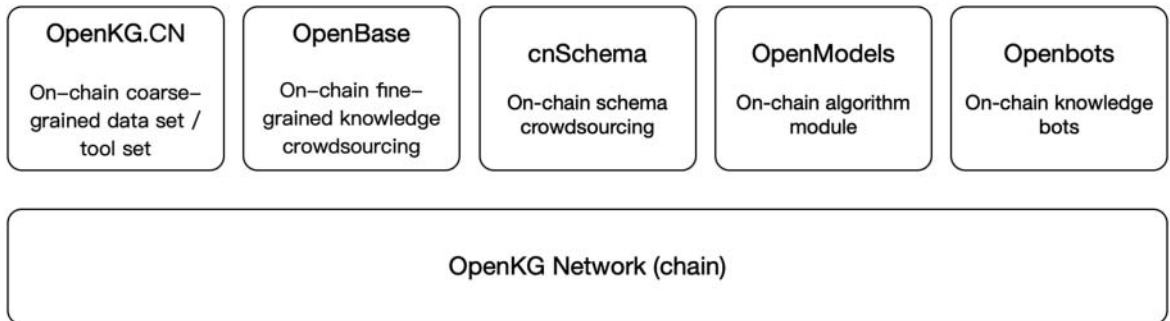 OpenKG.CN
On–chain coarse–
grained data set /
tool set
OpenBase
On–chain fine–
grained knowledge
crowdsourcing
cnSchema
On-chain schema
crowdsourcing
OpenModels
On-chain algorithm
module
Openbots
On-chain knowledge
bots
OpenKG Network (chain)